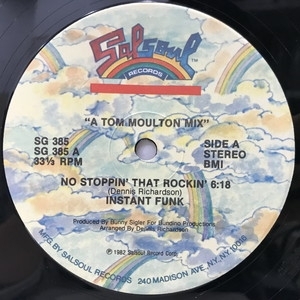 Salsoul
TM
RECORDS
"A TOM MOULTON MIX"
SG 385
SG 385 A
33⅓ RPM
SIDE A
STEREO
BMI
NO STOPPIN' THAT ROCKIN' 6:18
(Dennis Richardson)
INSTANT FUNK
Produced By Bunny Sigler For Bundino Productions
Arranged By Dennis Richardson
℗ 1982 Salsoul Record Corp.
MFG. BY SALSOUL RECORDS 240 MADISON AVE. N.Y., N.Y.